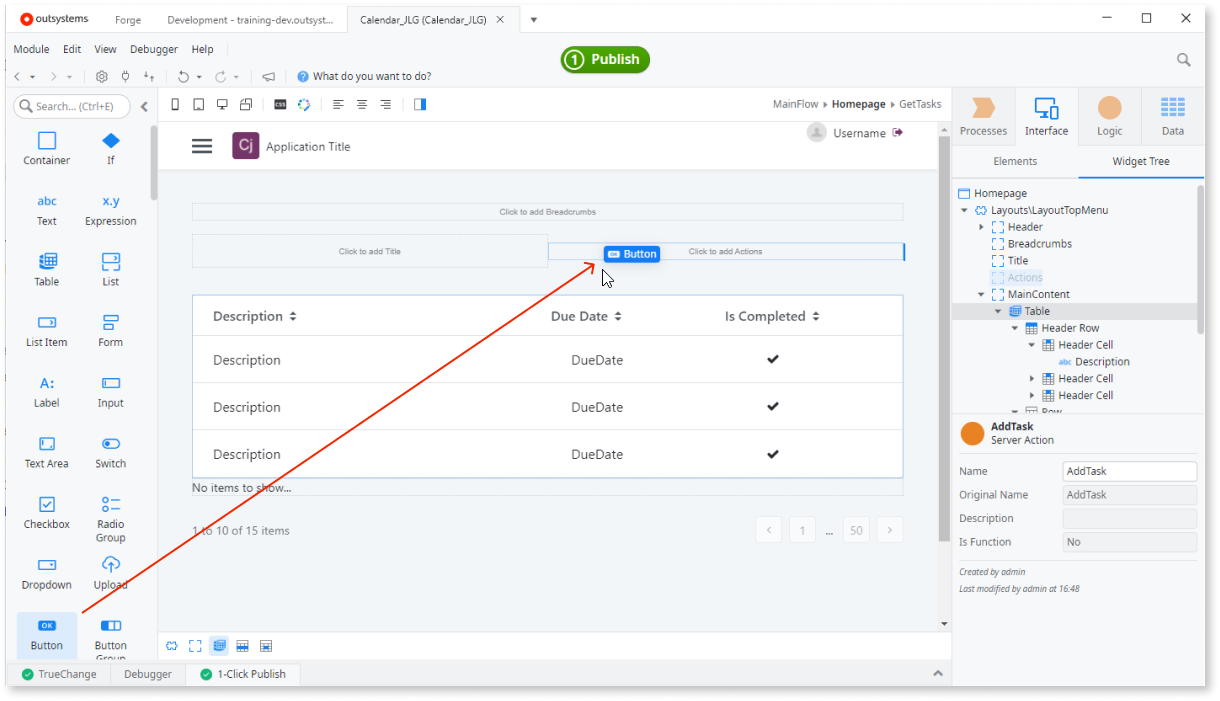 outsystems Forge Development - training-dev.outsyst... Calendar_JLG (Calendar_JLG)
Module Edit View Debugger Help
1 Publish
What do you want to do?
Search... (Ctrl+E)
CSS
MainFlow Homepage GetTasks
Processes Interface Logic Data
Elements Widget Tree
Container If
abc x.y
Text Expression
Table List
List Item Form
A:
Label Input
Text Area Switch
Checkbox Radio Group
Dropdown Upload
OK
Button Button Group
Cj Application Title
Username
Click to add Breadcrumbs
Click to add Title
OK Button
Click to add Actions
Description Due Date Is Completed
Description DueDate
Description DueDate
Description DueDate
No items to show...
1 to 10 of 15 items
1 ... 50
Homepage
Layouts\LayoutTopMenu
Header
Breadcrumbs
Title
Actions
MainContent
Table
Header Row
Header Cell
abc Description
Header Cell
Header Cell
Row
AddTask
Server Action
Name AddTask
Original Name AddTask
Description
Is Function No
Created by admin
Last modified by admin at 16:48
TrueChange Debugger 1-Click Publish